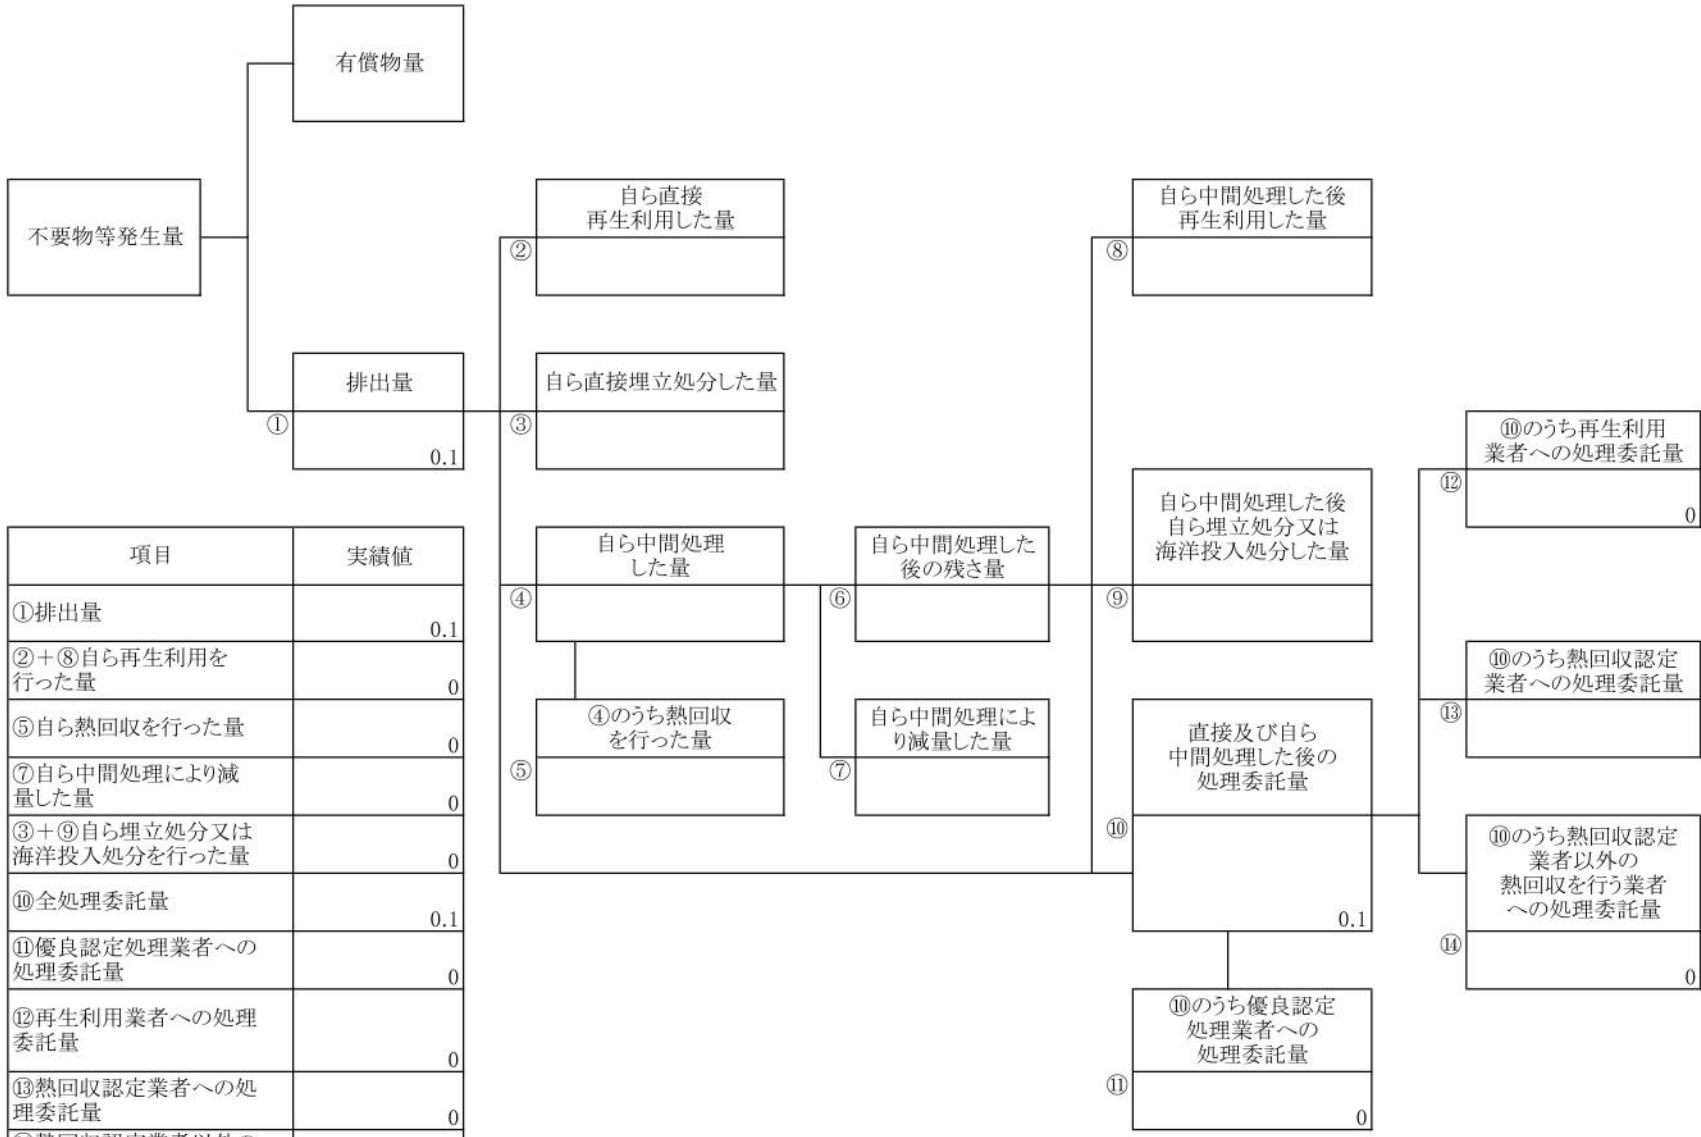 有償物量
不要物等発生量
自ら直接
再生利用した量
②
自ら中間処理した後
再生利用した量
⑧
排出量
①
0.1
自ら直接埋立処分した量
③
⑩のうち再生利用
業者への処理委託量
⑫
0
自ら中間処理
した量
④
自ら中間処理した
後の残さ量
⑥
自ら中間処理した後
自ら埋立処分又は
海洋投入処分した量
⑨
⑩のうち熱回収認定
業者への処理委託量
⑬
④のうち熱回収
を行った量
⑤
自ら中間処理によ
り減量した量
⑦
直接及び自ら
中間処理した後の
処理委託量
⑩
0.1
⑩のうち熱回収認定
業者以外の
熱回収を行う業者
への処理委託量
⑭
0
⑩のうち優良認定
処理業者への
処理委託量
⑪
0
項目
実績値
①排出量
0.1
②＋⑧自ら再生利用を
行った量
0
⑤自ら熱回収を行った量
0
⑦自ら中間処理により減
量した量
0
③＋⑨自ら埋立処分又は
海洋投入処分を行った量
0
⑩全処理委託量
0.1
⑪優良認定処理業者への
処理委託量
0
⑫再生利用業者への処理
委託量
0
⑬熱回収認定業者への処
理委託量
0